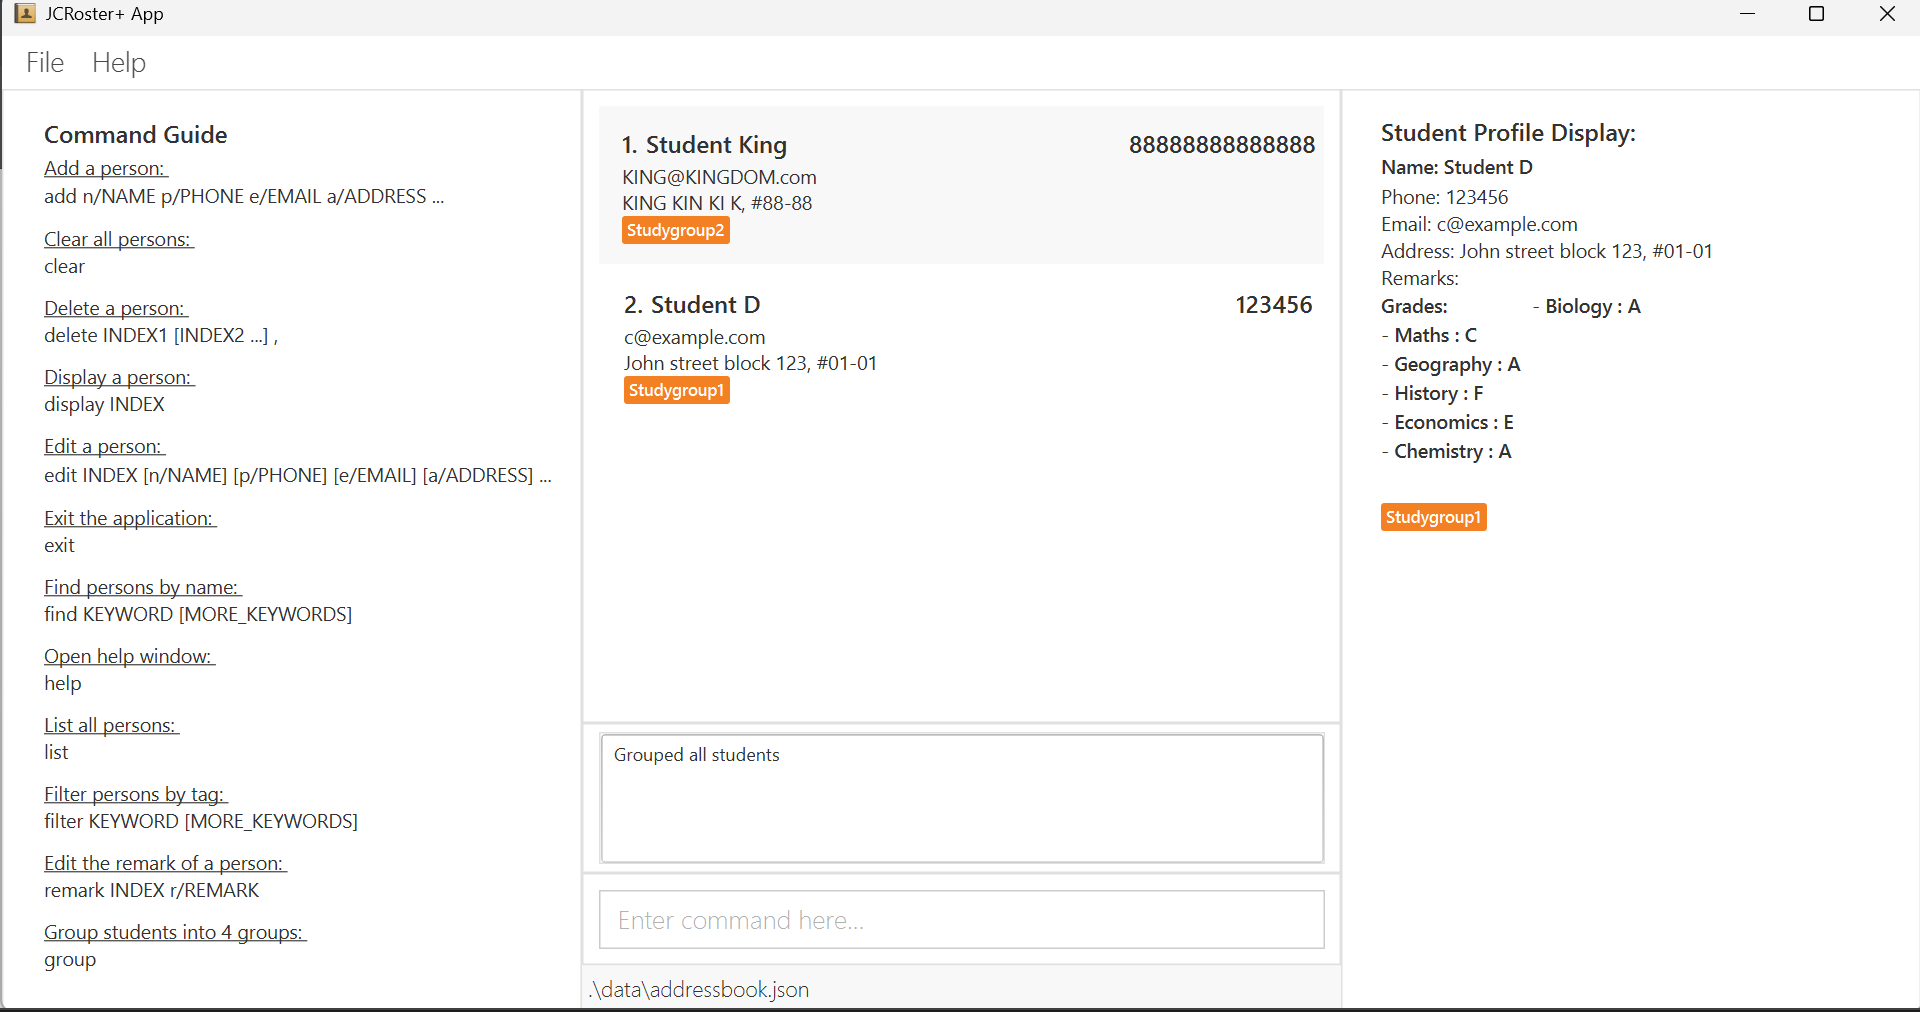 JCRoster+ App
File Help
Command Guide
Add a person:
add n/NAME p/PHONE e/EMAIL a/ADDRESS ...
Clear all persons:
clear
Delete a person:
delete INDEX1 [INDEX2 ...] ,
Display a person:
display INDEX
Edit a person:
edit INDEX [n/NAME] [p/PHONE] [e/EMAIL] [a/ADDRESS] ...
Exit the application:
exit
Find persons by name:
find KEYWORD [MORE_KEYWORDS]
Open help window:
help
List all persons:
list
Filter persons by tag:
filter KEYWORD [MORE_KEYWORDS]
Edit the remark of a person:
remark INDEX r/REMARK
Group students into 4 groups:
group
1. Student King 88888888888888
KING@KINGDOM.com
KING KIN KI K, #88-88
Studygroup2
2. Student D 123456
c@example.com
John street block 123, #01-01
Studygroup1
Grouped all students
Enter command here...
.\data\addressbook.json
Student Profile Display:
Name: Student D
Phone: 123456
Email: c@example.com
Address: John street block 123, #01-01
Remarks:
Grades: - Biology : A
- Maths : C
- Geography : A
- History : F
- Economics : E
- Chemistry : A
Studygroup1